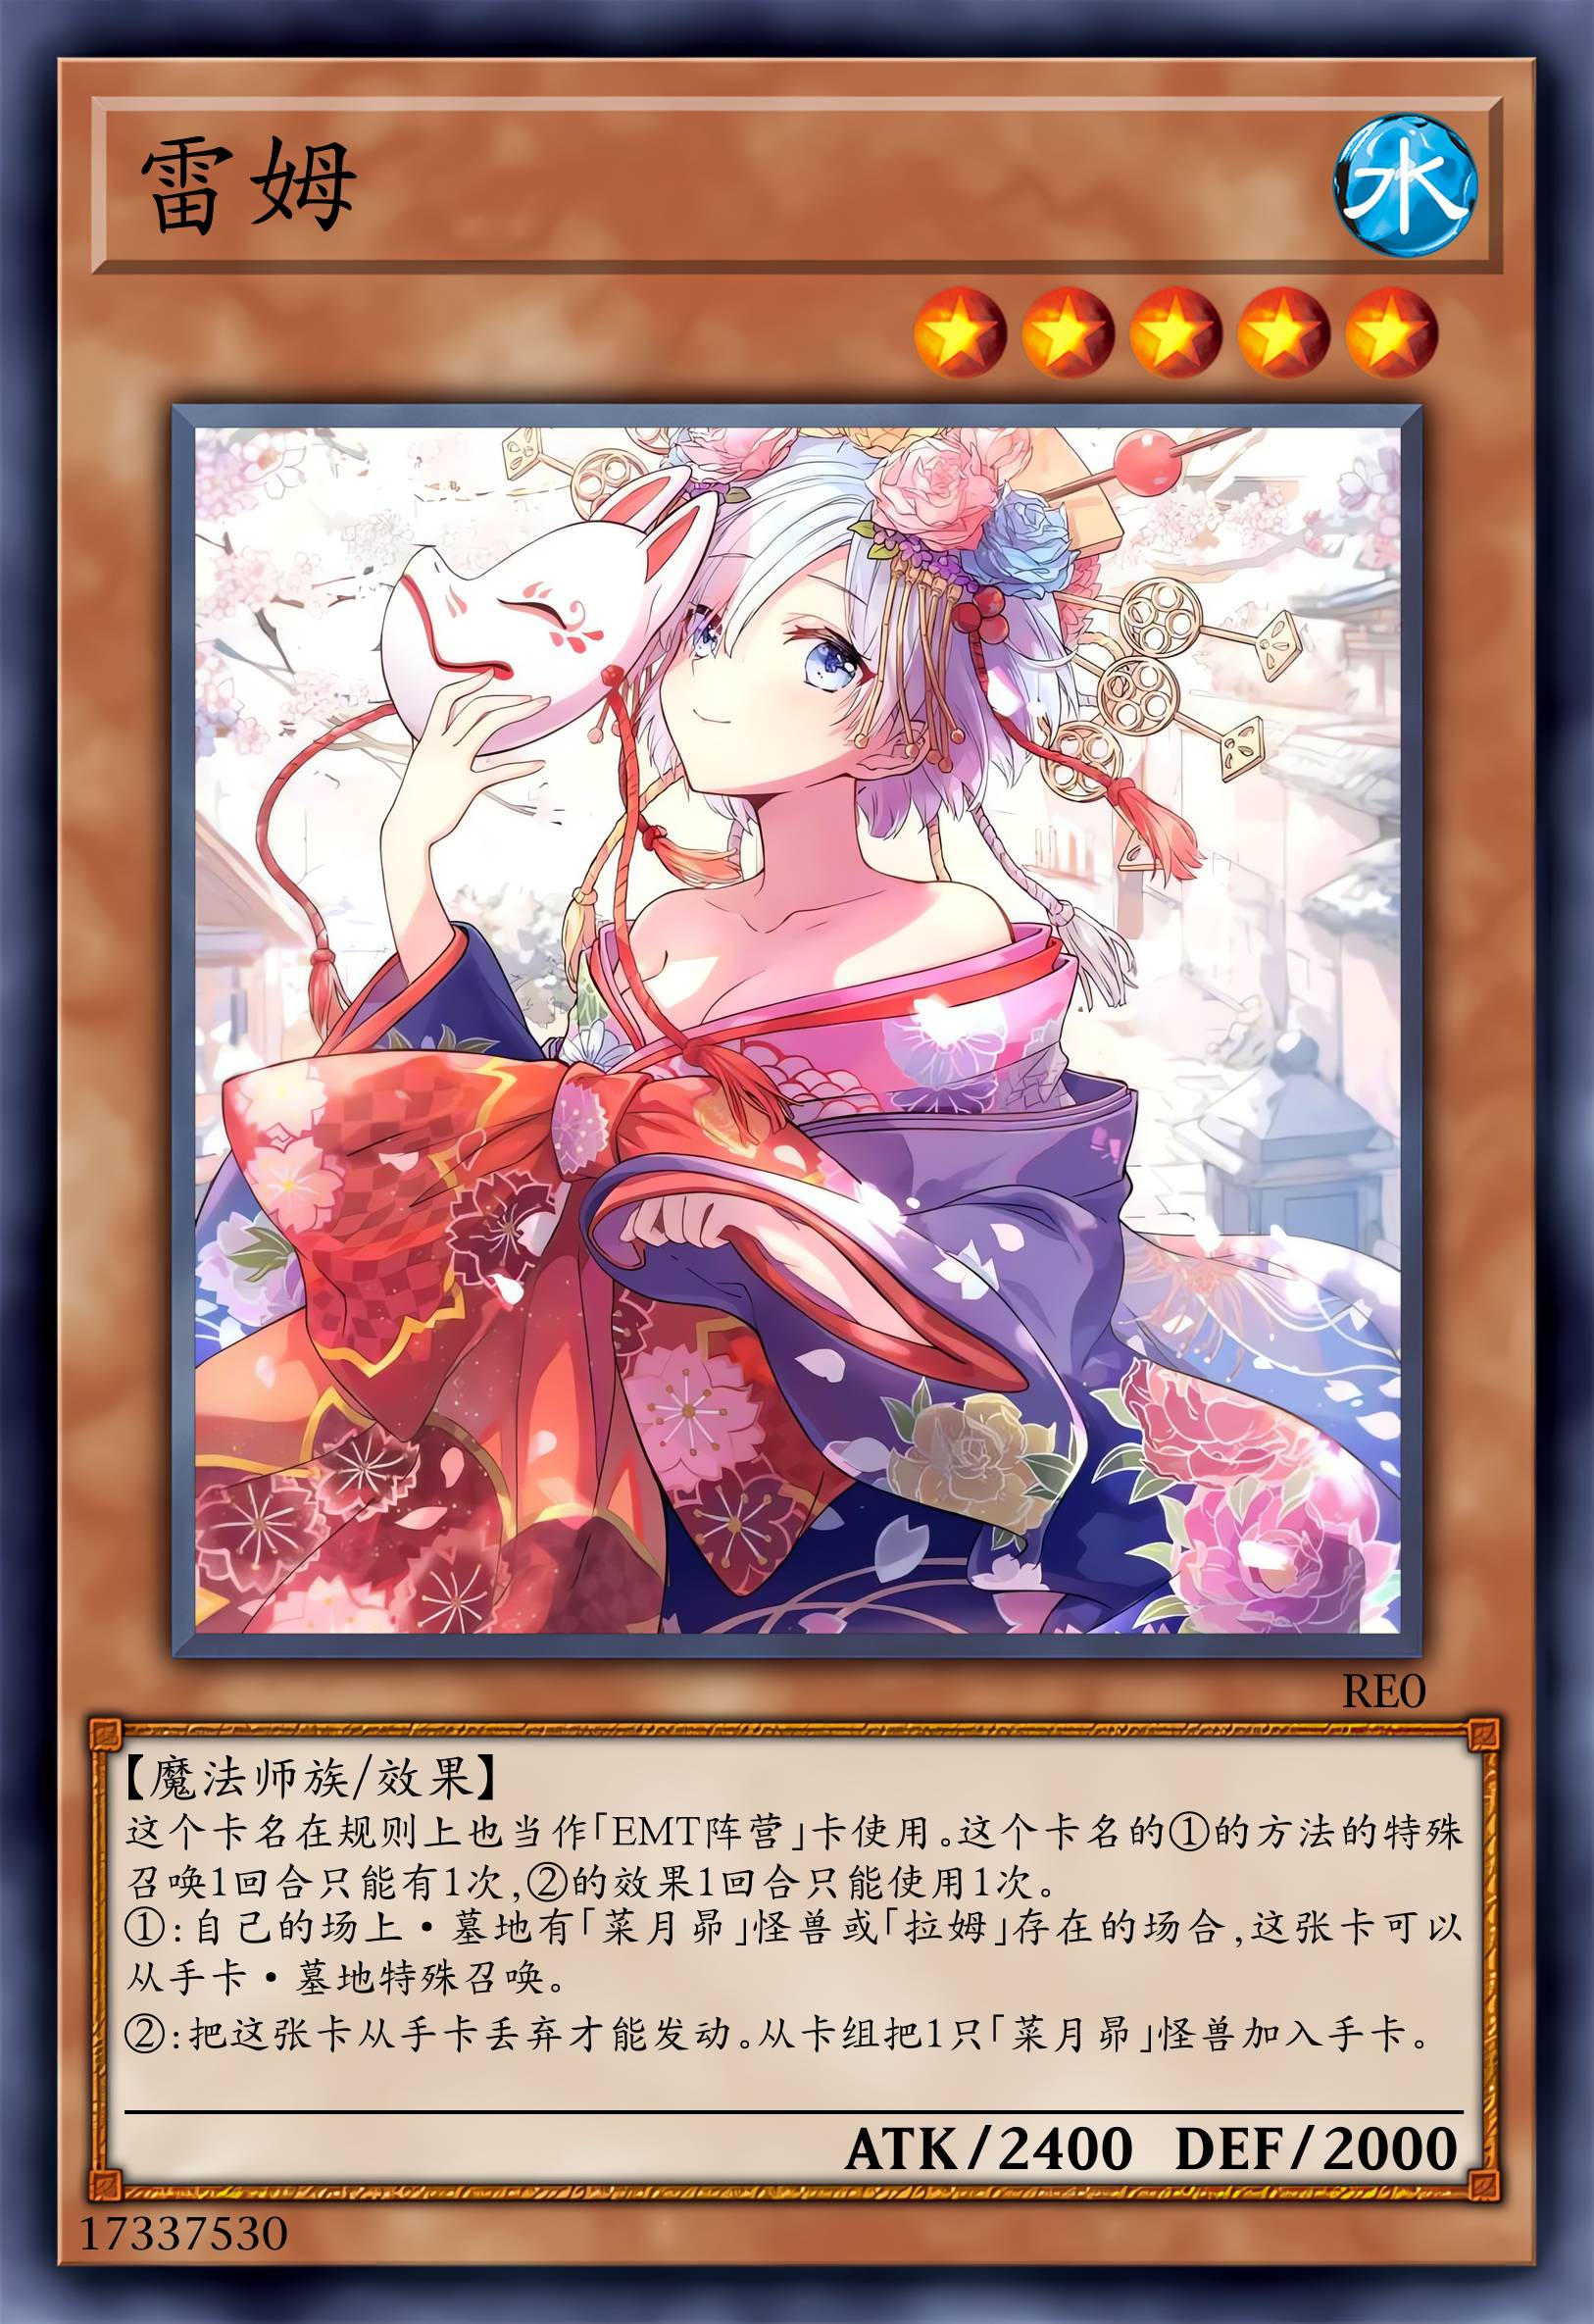 雷姆
水
RE0
【魔法师族/效果】
这个卡名在规则上也当作「EMT阵营」卡使用。这个卡名的①的方法的特殊
召唤1回合只能有1次,②的效果1回合只能使用1次。
①:自己的场上・墓地有「菜月昴」怪兽或「拉姆」存在的场合,这张卡可以
从手卡・墓地特殊召唤。
②:把这张卡从手卡丢弃才能发动。从卡组把1只「菜月昴」怪兽加入手卡。
ATK/2400 DEF/2000
17337530